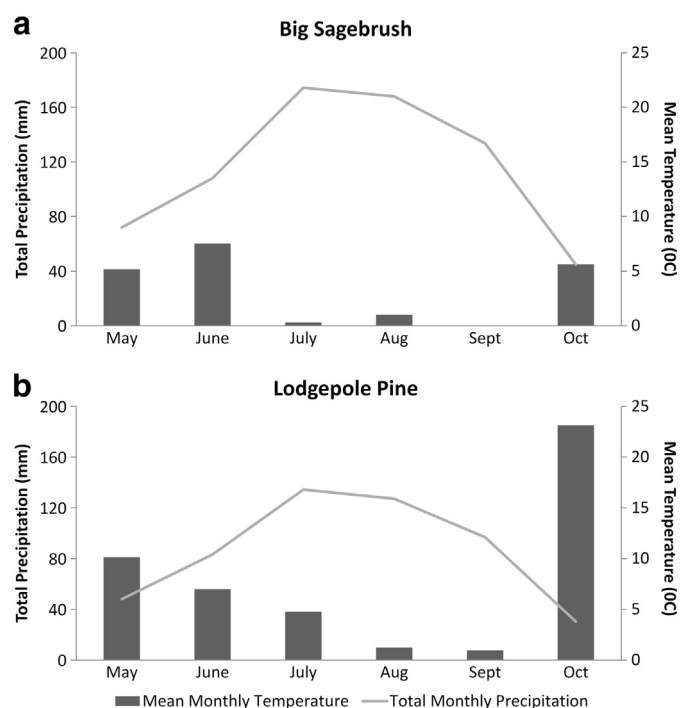 a
Big Sagebrush
Total Precipitation (mm)
200
160
120
80
40
0
25
20
15
10
5
0
Mean Temperature (0C)
May June July Aug Sept Oct
b
Lodgepole Pine
Total Precipitation (mm)
200
160
120
80
40
0
25
20
15
10
5
0
Mean Temperature (0C)
May June July Aug Sept Oct
Mean Monthly Temperature Total Monthly Precipitation